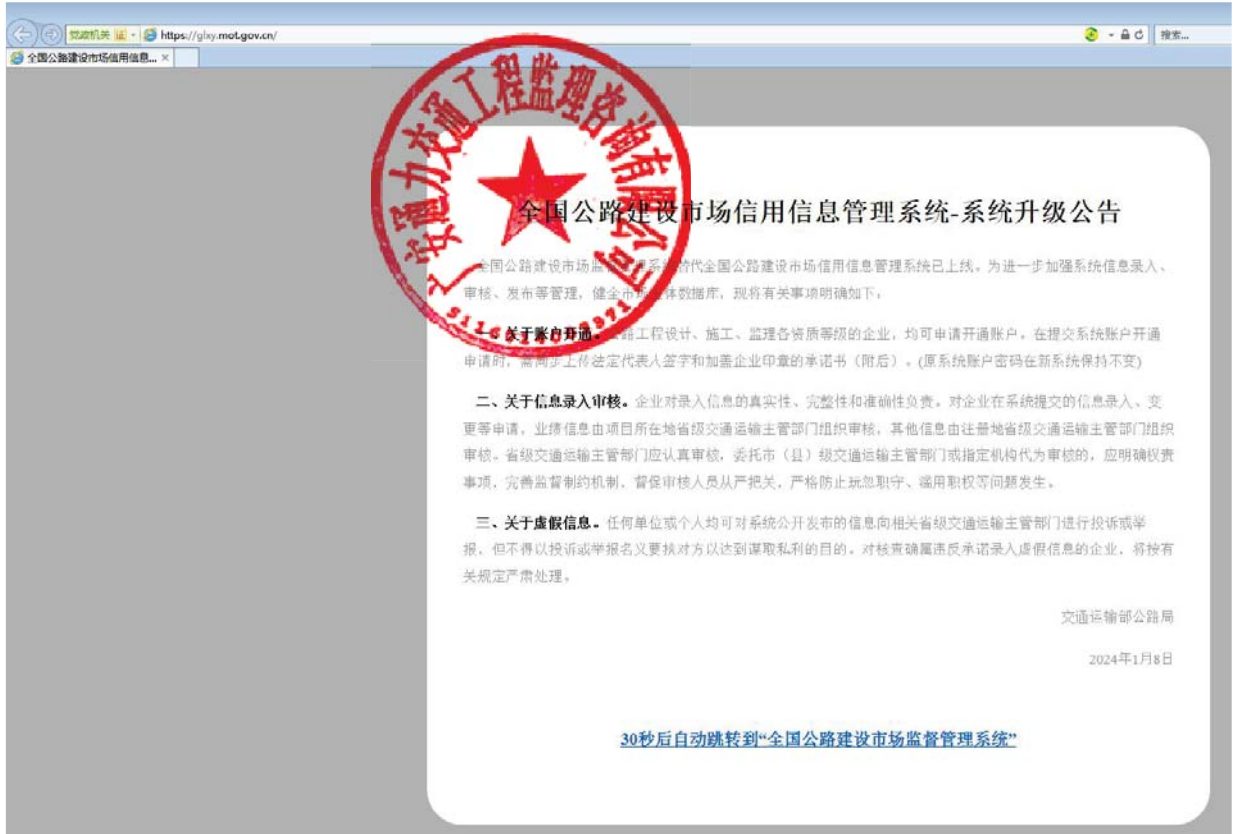 党政机关 证
https://glxy.mot.gov.cn/
搜索...
全国公路建设市场信用信息... ×
广安通力交通工程监理咨询有限公司
全国公路建设市场信用信息管理系统-系统升级公告
全国公路建设市场监 系统替代全国公路建设市场信用信息管理系统已上线。为进一步加强系统信息录入、
审核、发布等管理,健全市场 体数据库,现将有关事项明确如下:
一、关于账户开通。 路工程设计、施工、监理各资质等级的企业,均可申请开通账户。在提交系统账户开通
申请时,需同步上传法定代表人签字和加盖企业印章的承诺书(附后)。(原系统账户密码在新系统保持不变)
二、关于信息录入审核。企业对录入信息的真实性、完整性和准确性负责。对企业在系统提交的信息录入、变
更等申请,业绩信息由项目所在地省级交通运输主管部门组织审核,其他信息由注册地省级交通运输主管部门组织
审核。省级交通运输主管部门应认真审核,委托市(县)级交通运输主管部门或指定机构代为审核的,应明确权责
事项,完善监督制约机制,督促审核人员从严把关,严格防止玩忽职守、滥用职权等问题发生。
三、关于虚假信息。任何单位或个人均可对系统公开发布的信息向相关省级交通运输主管部门进行投诉或举
报,但不得以投诉或举报名义要挟对方以达到谋取私利的目的。对核查确属违反承诺录入虚假信息的企业,将按有
关规定严肃处理。
交通运输部公路局
2024年1月8日
30秒后自动跳转到“全国公路建设市场监督管理系统”